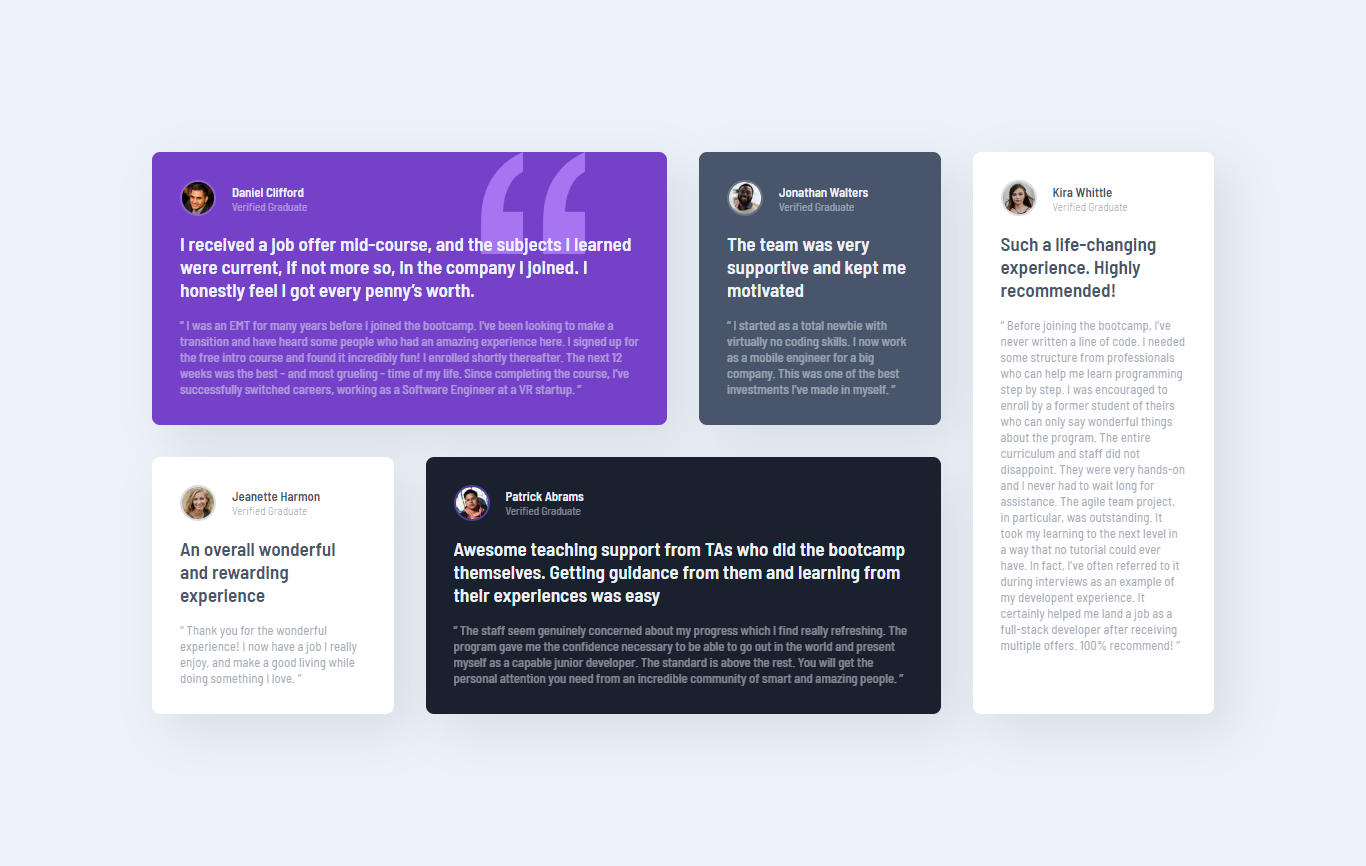 Daniel Clifford
Verified Graduate
I received a job offer mid-course, and the subjects I learned
were current, if not more so, in the company I joined. I
honestly feel I got every penny’s worth.
“ I was an EMT for many years before I joined the bootcamp. I’ve been looking to make a
transition and have heard some people who had an amazing experience here. I signed up for
the free intro course and found it incredibly fun! I enrolled shortly thereafter. The next 12
weeks was the best - and most grueling - time of my life. Since completing the course, I’ve
successfully switched careers, working as a Software Engineer at a VR startup. ”
Jonathan Walters
Verified Graduate
The team was very
supportive and kept me
motivated
“ I started as a total newbie with
virtually no coding skills. I now work
as a mobile engineer for a big
company. This was one of the best
investments I’ve made in myself. ”
Kira Whittle
Verified Graduate
Such a life-changing
experience. Highly
recommended!
“ Before joining the bootcamp, I’ve
never written a line of code. I needed
some structure from professionals
who can help me learn programming
step by step. I was encouraged to
enroll by a former student of theirs
who can only say wonderful things
about the program. The entire
curriculum and staff did not
disappoint. They were very hands-on
and I never had to wait long for
assistance. The agile team project,
in particular, was outstanding. It
took my learning to the next level in
a way that no tutorial could ever
have. In fact, I’ve often referred to it
during interviews as an example of
my developent experience. It
certainly helped me land a job as a
full-stack developer after receiving
multiple offers. 100% recommend! ”
Jeanette Harmon
Verified Graduate
An overall wonderful
and rewarding
experience
“ Thank you for the wonderful
experience! I now have a job I really
enjoy, and make a good living while
doing something I love. ”
Patrick Abrams
Verified Graduate
Awesome teaching support from TAs who did the bootcamp
themselves. Getting guidance from them and learning from
their experiences was easy
“ The staff seem genuinely concerned about my progress which I find really refreshing. The
program gave me the confidence necessary to be able to go out in the world and present
myself as a capable junior developer. The standard is above the rest. You will get the
personal attention you need from an incredible community of smart and amazing people. ”